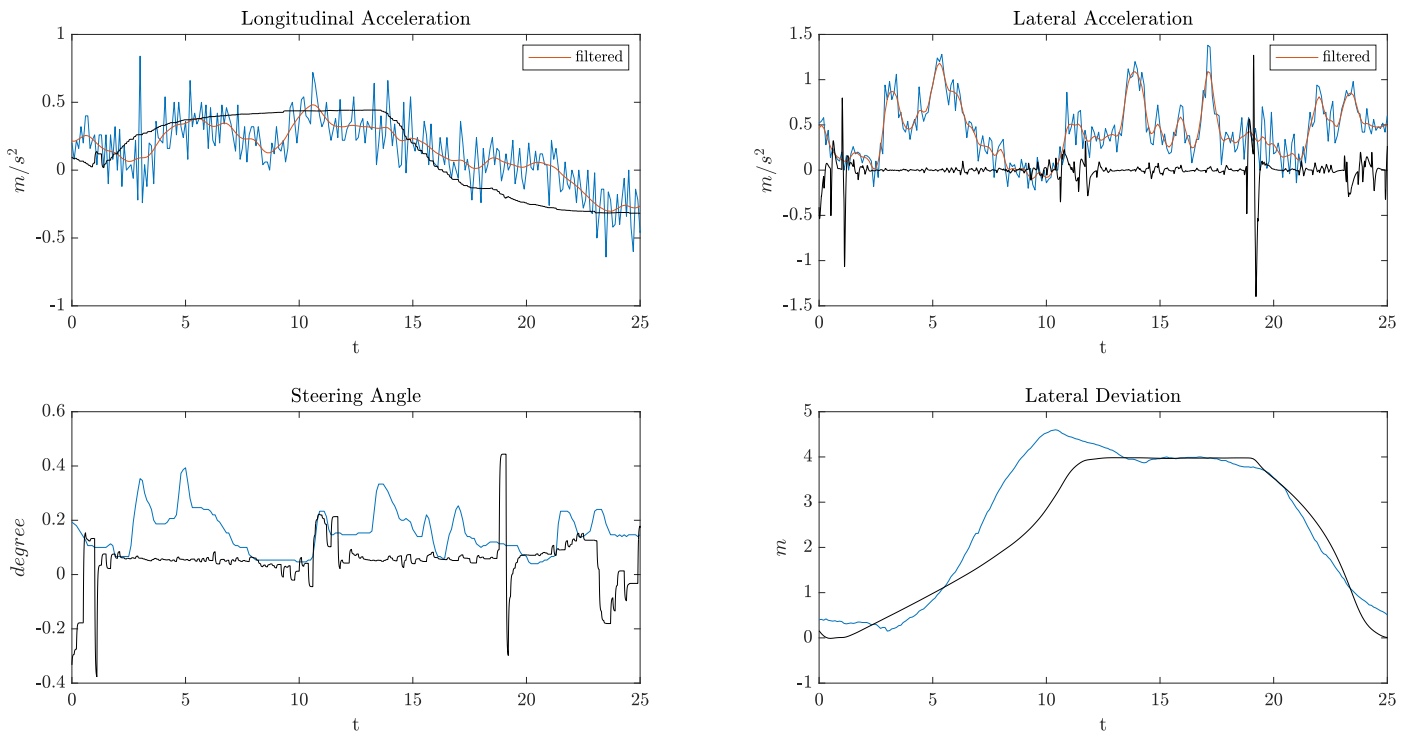 Longitudinal Acceleration
1
0.5
0
-0.5
-1
m/s²
filtered
0 5 10 15 20 25
t
Lateral Acceleration
1.5
1
0.5
0
-0.5
-1
-1.5
m/s²
filtered
0 5 10 15 20 25
t
Steering Angle
0.6
0.4
0.2
0
-0.2
-0.4
degree
0 5 10 15 20 25
t
Lateral Deviation
5
4
3
2
1
0
-1
m
0 5 10 15 20 25
t